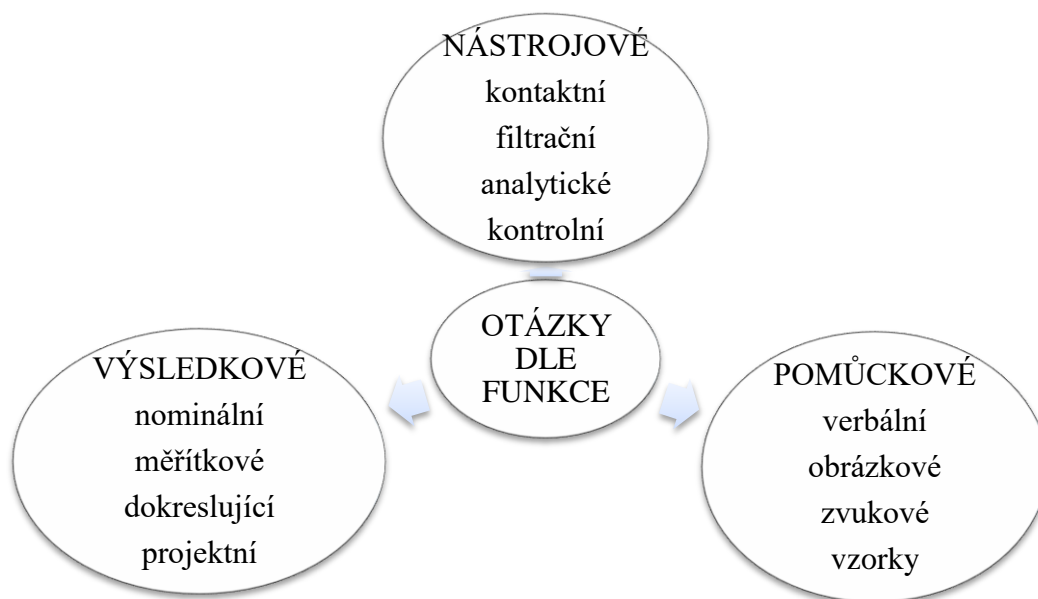 NÁSTROJOVÉ
kontaktní
filtrační
analytické
kontrolní
OTÁZKY
DLE
FUNKCE
VÝSLEDKOVÉ
nominální
měřítkové
dokreslující
projektní
POMŮCKOVÉ
verbální
obrázkové
zvukové
vzorky